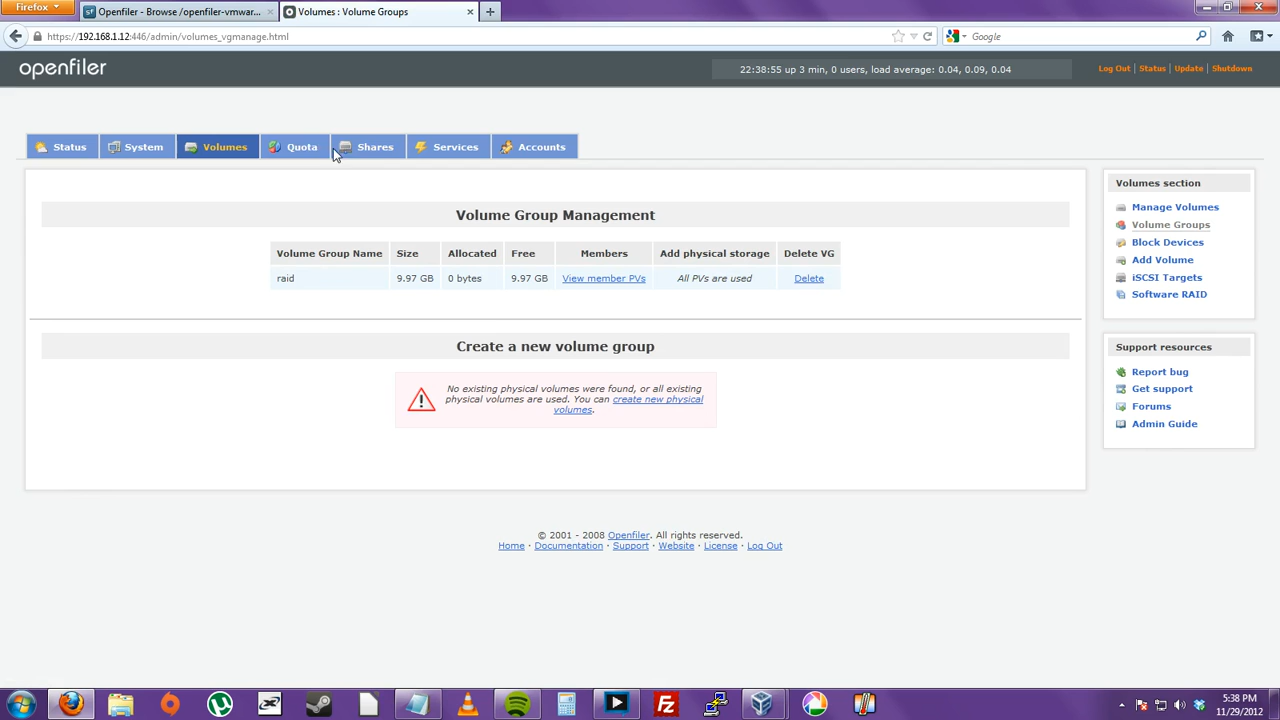 Firefox
Openfiler - Browse /openfiler-vmwar...
Volumes : Volume Groups
https://192.168.1.12:446/admin/volumes_vgmanage.html
Google
openfiler
22:38:55 up 3 min, 0 users, load average: 0.04, 0.09, 0.04
Log Out | Status | Update | Shutdown
Status
System
Volumes
Quota
Shares
Services
Accounts
Volume Group Management
Volume Group Name Size Allocated Free Members Add physical storage Delete VG
raid 9.97 GB 0 bytes 9.97 GB View member PVs All PVs are used Delete
Create a new volume group
No existing physical volumes were found, or all existing
physical volumes are used. You can create new physical
volumes.
Volumes section
Manage Volumes
Volume Groups
Block Devices
Add Volume
iSCSI Targets
Software RAID
Support resources
Report bug
Get support
Forums
Admin Guide
© 2001 - 2008 Openfiler. All rights reserved.
Home · Documentation · Support · Website · License · Log Out
5:38 PM
11/29/2012